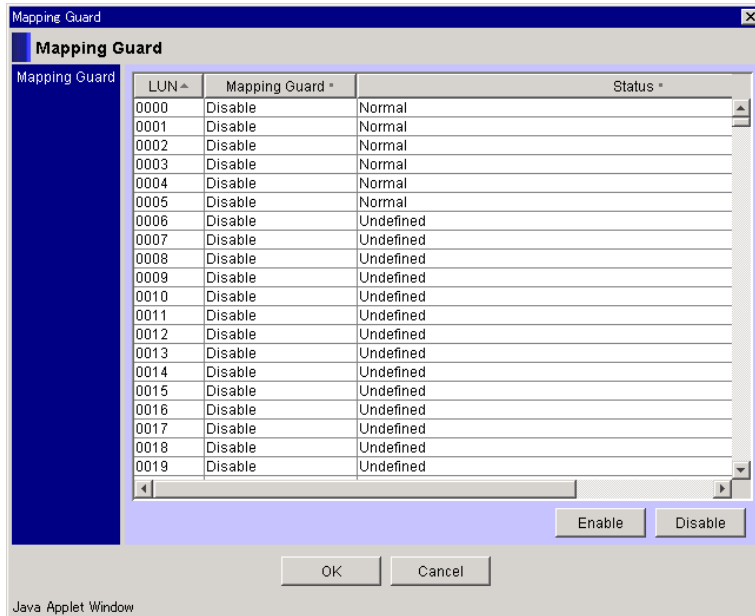 Mapping Guard
Mapping Guard
Mapping Guard
LUN Mapping Guard Status
0000 Disable Normal
0001 Disable Normal
0002 Disable Normal
0003 Disable Normal
0004 Disable Normal
0005 Disable Normal
0006 Disable Undefined
0007 Disable Undefined
0008 Disable Undefined
0009 Disable Undefined
0010 Disable Undefined
0011 Disable Undefined
0012 Disable Undefined
0013 Disable Undefined
0014 Disable Undefined
0015 Disable Undefined
0016 Disable Undefined
0017 Disable Undefined
0018 Disable Undefined
0019 Disable Undefined
Enable Disable
OK Cancel
Java Applet Window